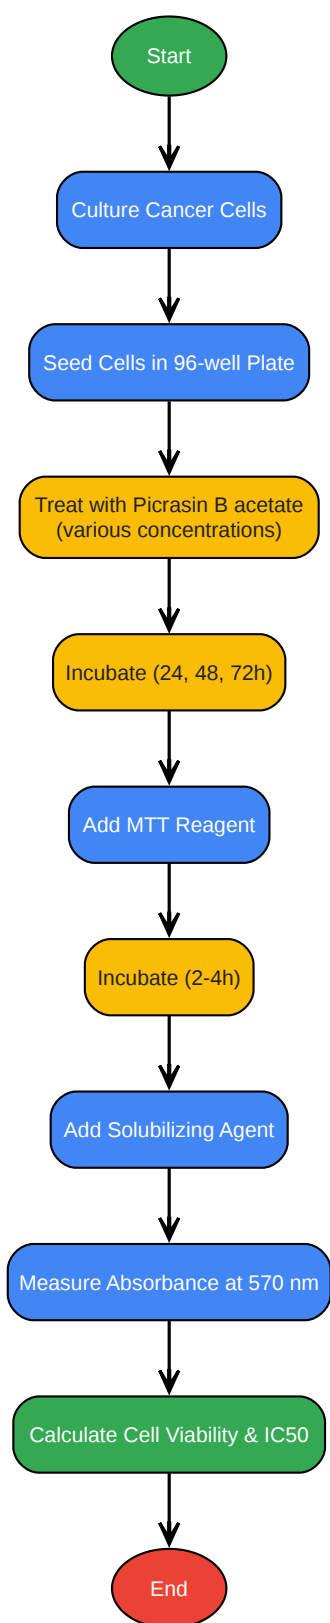 Start
Culture Cancer Cells
Seed Cells in 96-well Plate
Treat with Picrasin B acetate
(various concentrations)
Incubate (24, 48, 72h)
Add MTT Reagent
Incubate (2-4h)
Add Solubilizing Agent
Measure Absorbance at 570 nm
Calculate Cell Viability & IC50
End